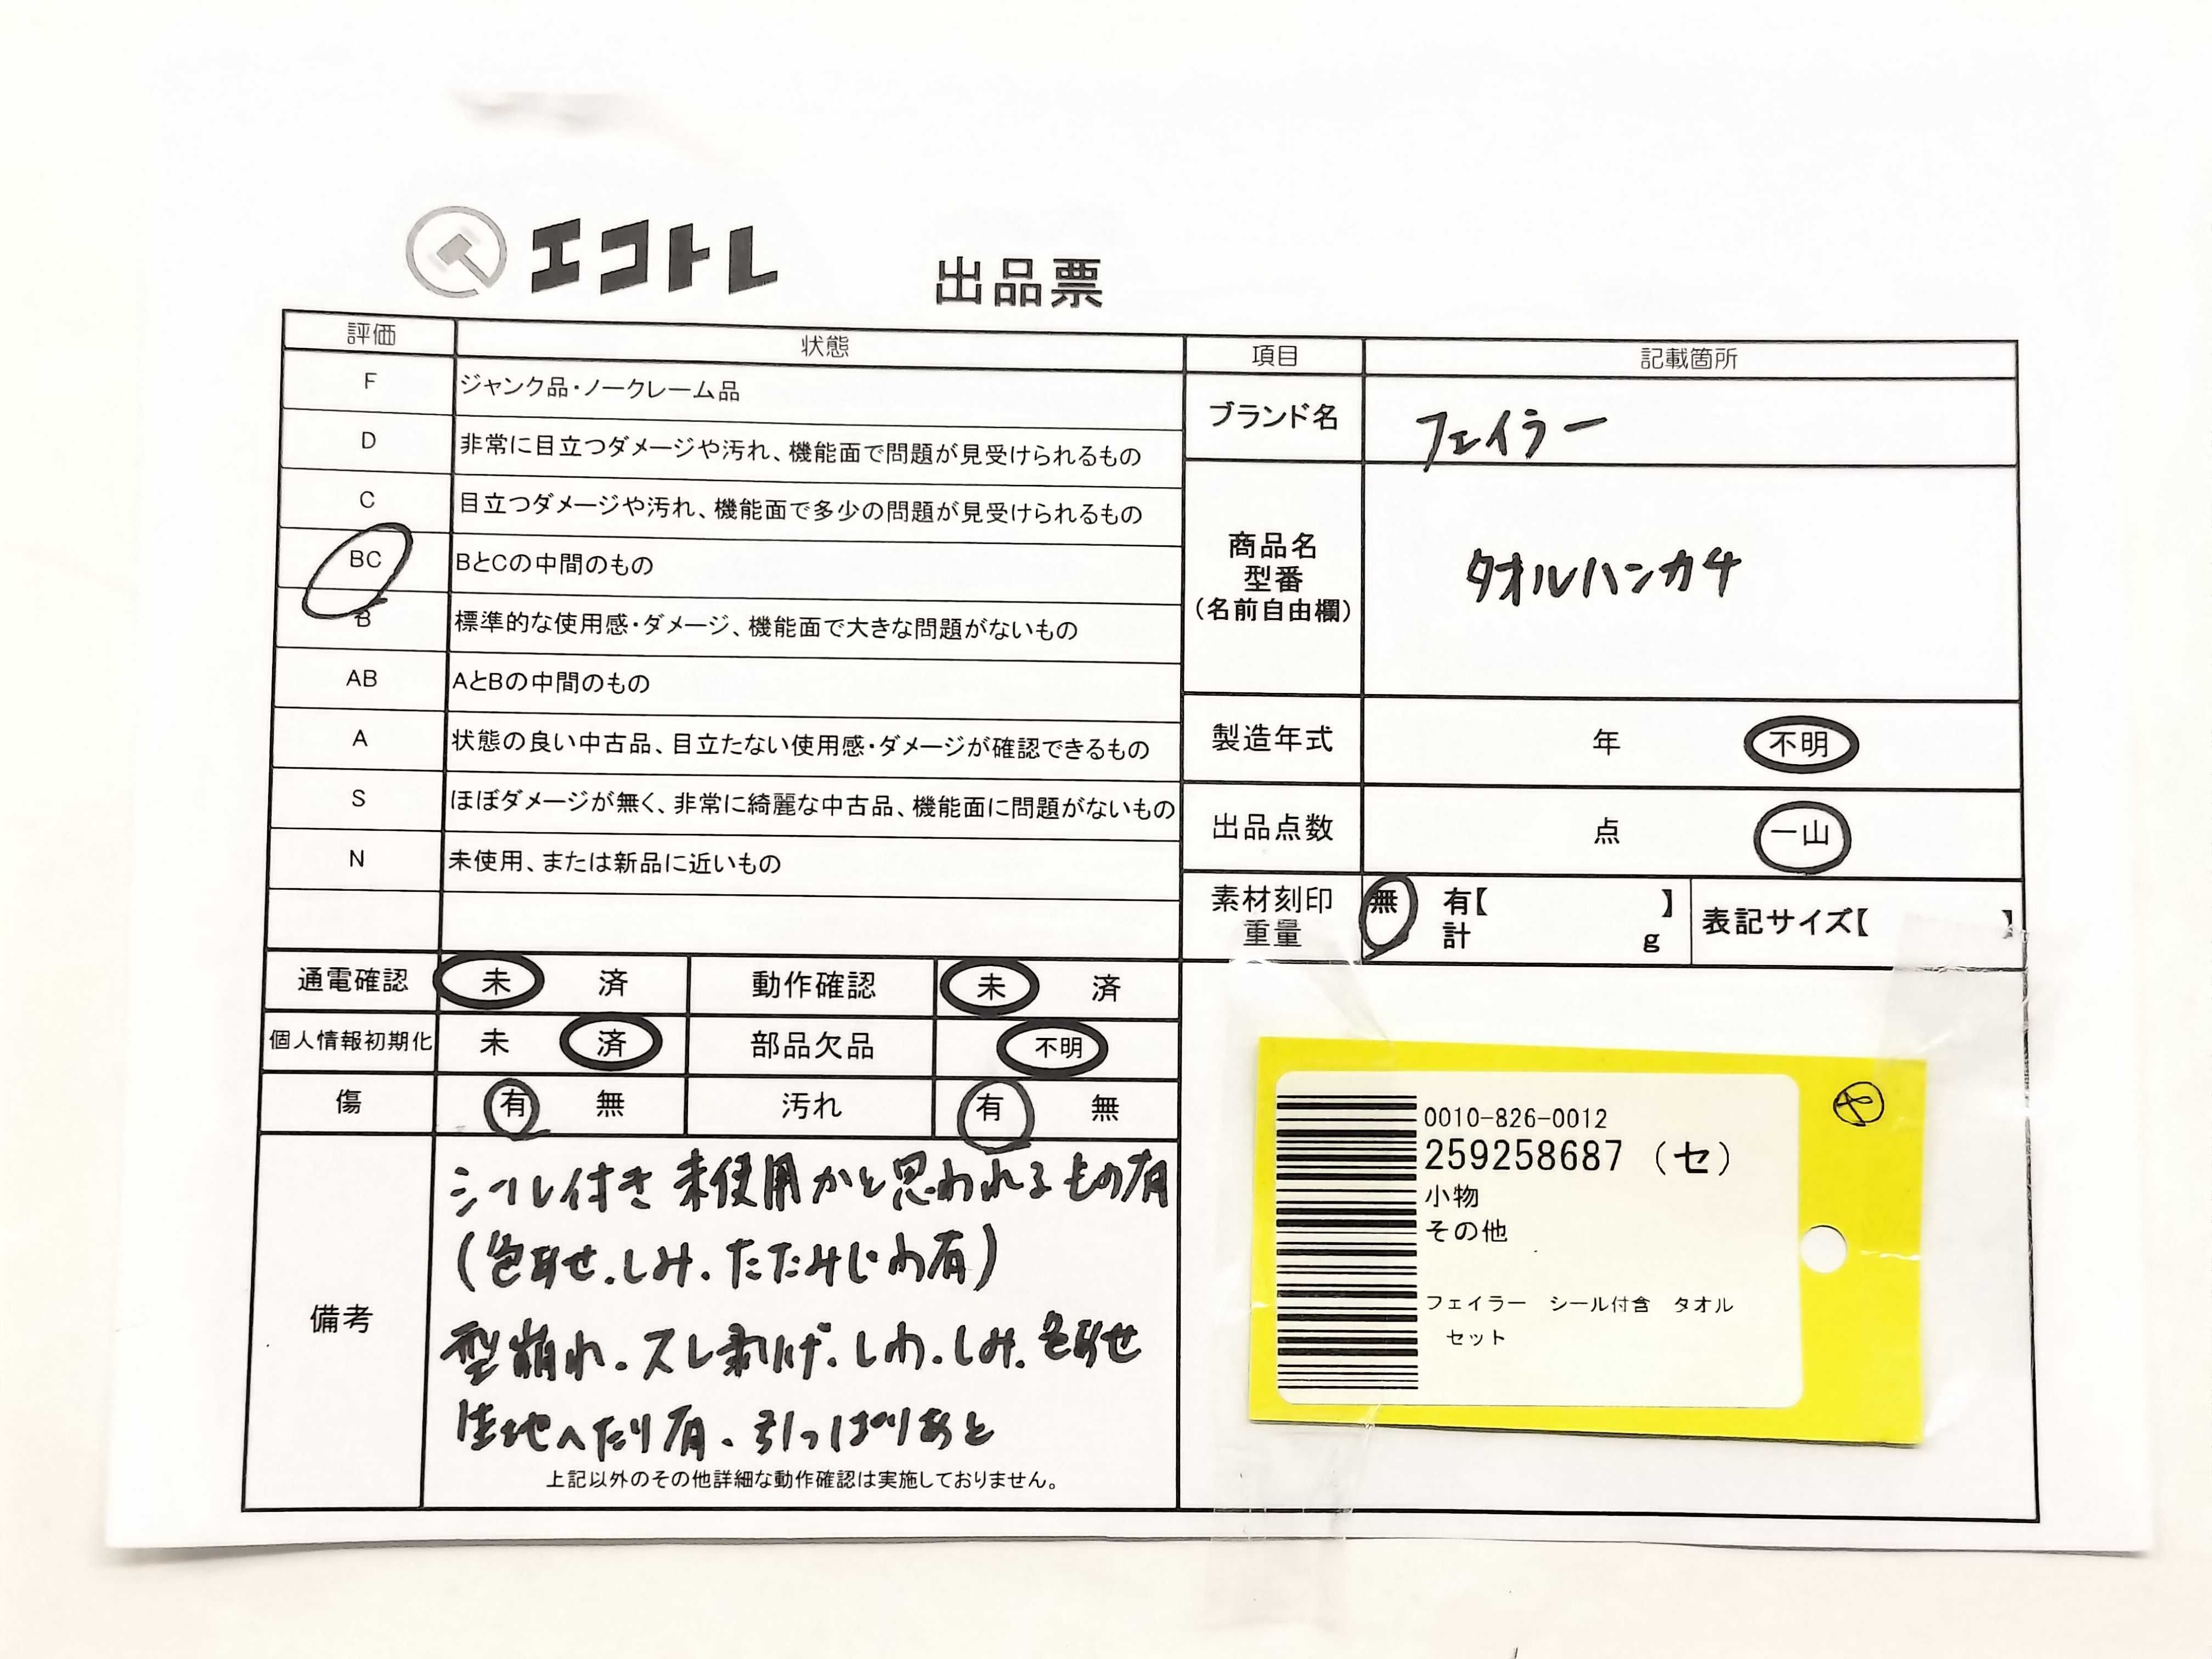 エコトレ
出品票
評価 状態
F ジャンク品・ノークレーム品
D 非常に目立つダメージや汚れ、機能面で問題が見受けられるもの
C 目立つダメージや汚れ、機能面で多少の問題が見受けられるもの
BC BとCの中間のもの
B 標準的な使用感・ダメージ、機能面で大きな問題がないもの
AB AとBの中間のもの
A 状態の良い中古品、目立たない使用感・ダメージが確認できるもの
S ほぼダメージが無く、非常に綺麗な中古品、機能面に問題がないもの
N 未使用、または新品に近いもの
項目 記載箇所
ブランド名 フェイラー
商品名
型番
(名前自由欄)
タオルハンカチ
製造年式 年 不明
出品点数 点 一山
素材刻印 無 有【 】
重量 計 g
表記サイズ【 】
通電確認 未 済 動作確認 未 済
個人情報初期化 未 済 部品欠品 不明
傷 有 無 汚れ 有 無
備考
シール付き 未使用かと思われるもの有
(色褪せ.しみ.たたみじわ有)
型崩れ.スレ剥げ.しわ.しみ.色褪せ
生地へたり有.引っぱりあと
上記以外のその他詳細な動作確認は実施しておりません。
0010-826-0012
259258687 (セ)
小物
その他
フェイラー シール付含 タオル
セット